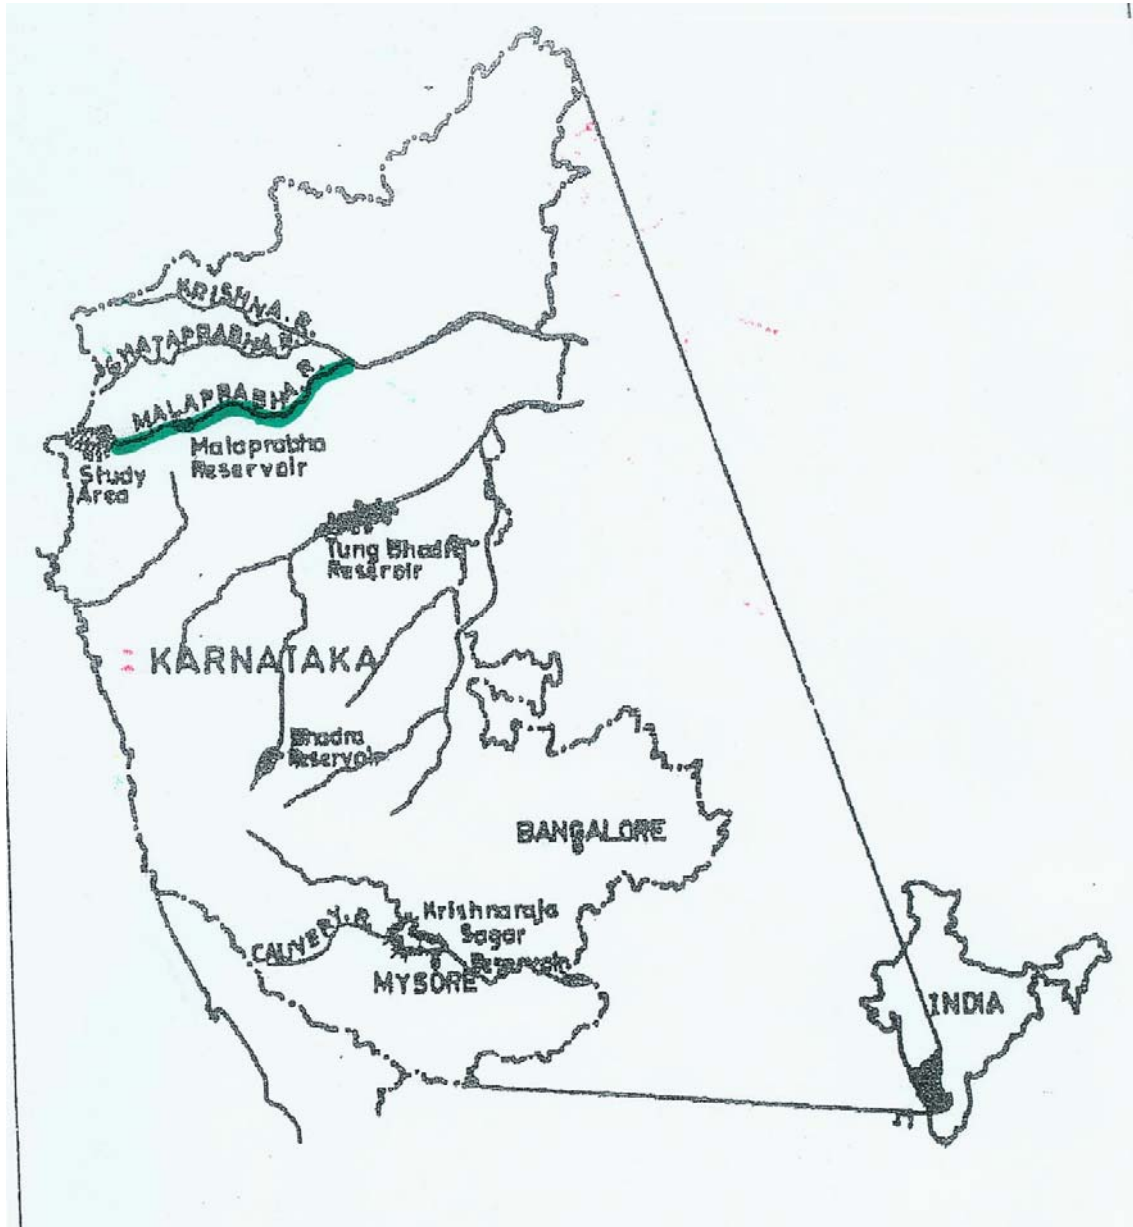 KRISHNA.R.
GHATAPRABHA.R.
MALAPRABHA.R.
Malaprabha
Reservoir
Study
Area
Tung Bhadra
Reservoir
KARNATAKA
Bhadra
Reservoir
BANGALORE
Krishnaraja
Sagar
Reservoir
CAUVERY.R.
MYSORE
INDIA